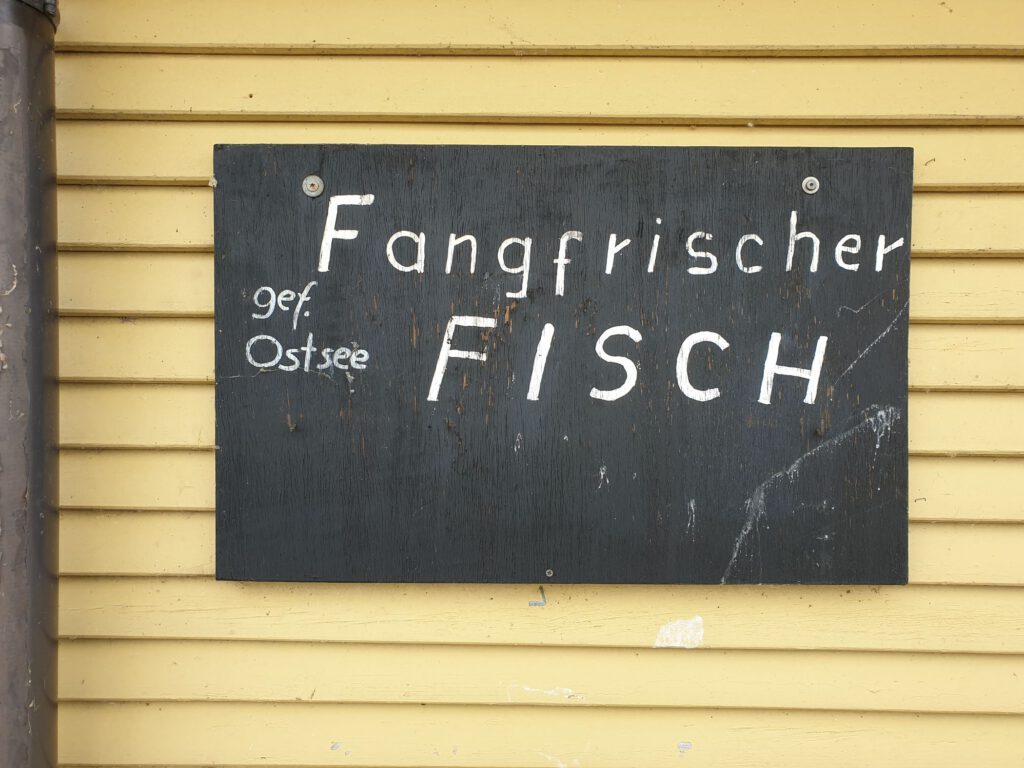 Fangfrischer
gef.
Ostsee
FISCH